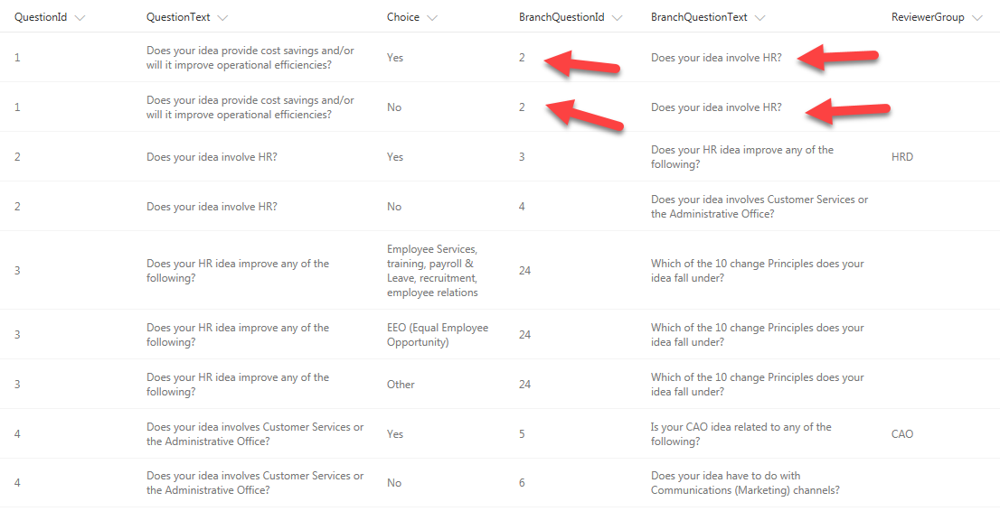 QuestionId QuestionText Choice BranchQuestionId BranchQuestionText ReviewerGroup
1 Does your idea provide cost savings and/or will it improve operational efficiencies? Yes 2 Does your idea involve HR?
1 Does your idea provide cost savings and/or will it improve operational efficiencies? No 2 Does your idea involve HR?
2 Does your idea involve HR? Yes 3 Does your HR idea improve any of the following? HRD
2 Does your idea involve HR? No 4 Does your idea involves Customer Services or the Administrative Office?
3 Does your HR idea improve any of the following? Employee Services, training, payroll & Leave, recruitment, employee relations 24 Which of the 10 change Principles does your idea fall under?
3 Does your HR idea improve any of the following? EEO (Equal Employee Opportunity) 24 Which of the 10 change Principles does your idea fall under?
3 Does your HR idea improve any of the following? Other 24 Which of the 10 change Principles does your idea fall under?
4 Does your idea involves Customer Services or the Administrative Office? Yes 5 Is your CAO idea related to any of the following? CAO
4 Does your idea involves Customer Services or the Administrative Office? No 6 Does your idea have to do with Communications (Marketing) channels?